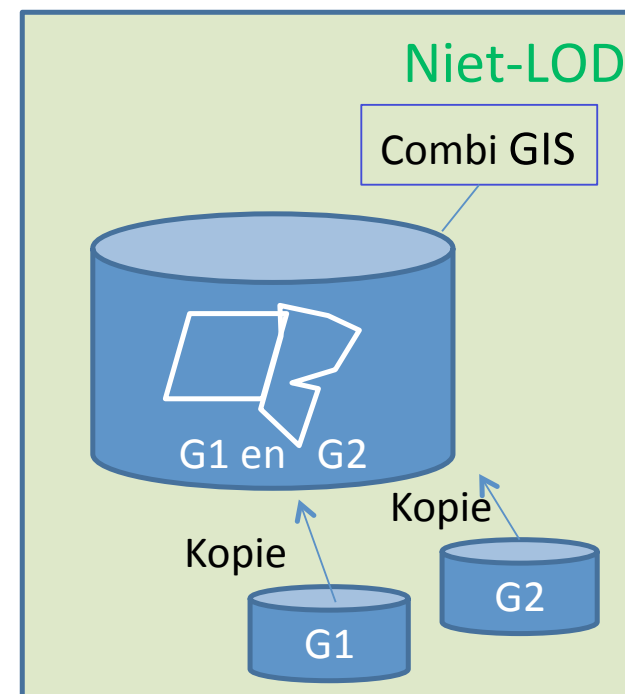 Niet-LOD
Combi GIS
G1 en G2
Kopie
Kopie
G2
G1